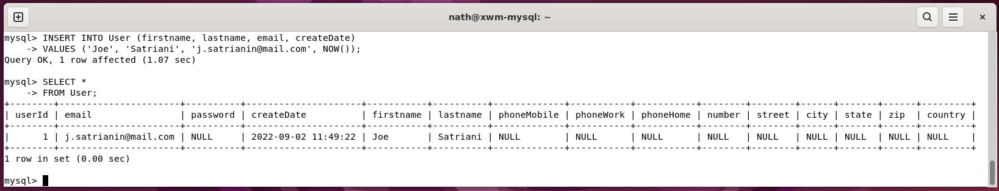 nath@xwm-mysql: ~
mysql> INSERT INTO User (firstname, lastname, email, createDate)
    -> VALUES ('Joe', 'Satriani', 'j.satrianin@mail.com', NOW());
Query OK, 1 row affected (1.07 sec)
mysql> SELECT *
    -> FROM User;
+--------+----------------------+----------+---------------------+-----------+----------+-------------+-----------+-----------+--------+--------+------+-------+------+---------+
| userId | email                | password | createDate          | firstname | lastname | phoneMobile | phoneWork | phoneHome | number | street | city | state | zip  | country |
+--------+----------------------+----------+---------------------+-----------+----------+-------------+-----------+-----------+--------+--------+------+-------+------+---------+
|      1 | j.satrianin@mail.com | NULL     | 2022-09-02 11:49:22 | Joe       | Satriani | NULL        | NULL      | NULL      | NULL   | NULL   | NULL | NULL  | NULL | NULL    |
+--------+----------------------+----------+---------------------+-----------+----------+-------------+-----------+-----------+--------+--------+------+-------+------+---------+
1 row in set (0.00 sec)
mysql>